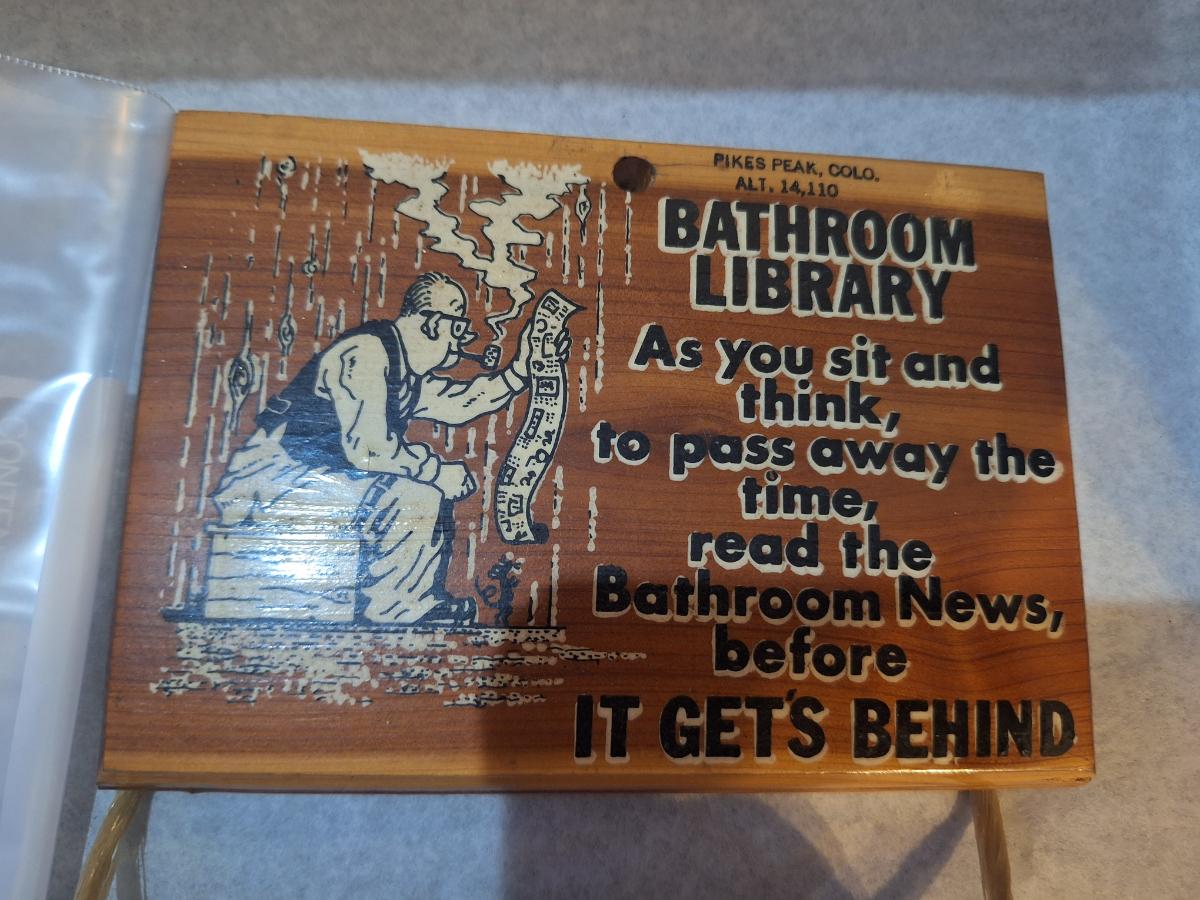 PIKES PEAK, COLO.
ALT. 14,110
BATHROOM
LIBRARY
As you sit and
think,
to pass away the
time,
read the
Bathroom News,
before
IT GET'S BEHIND